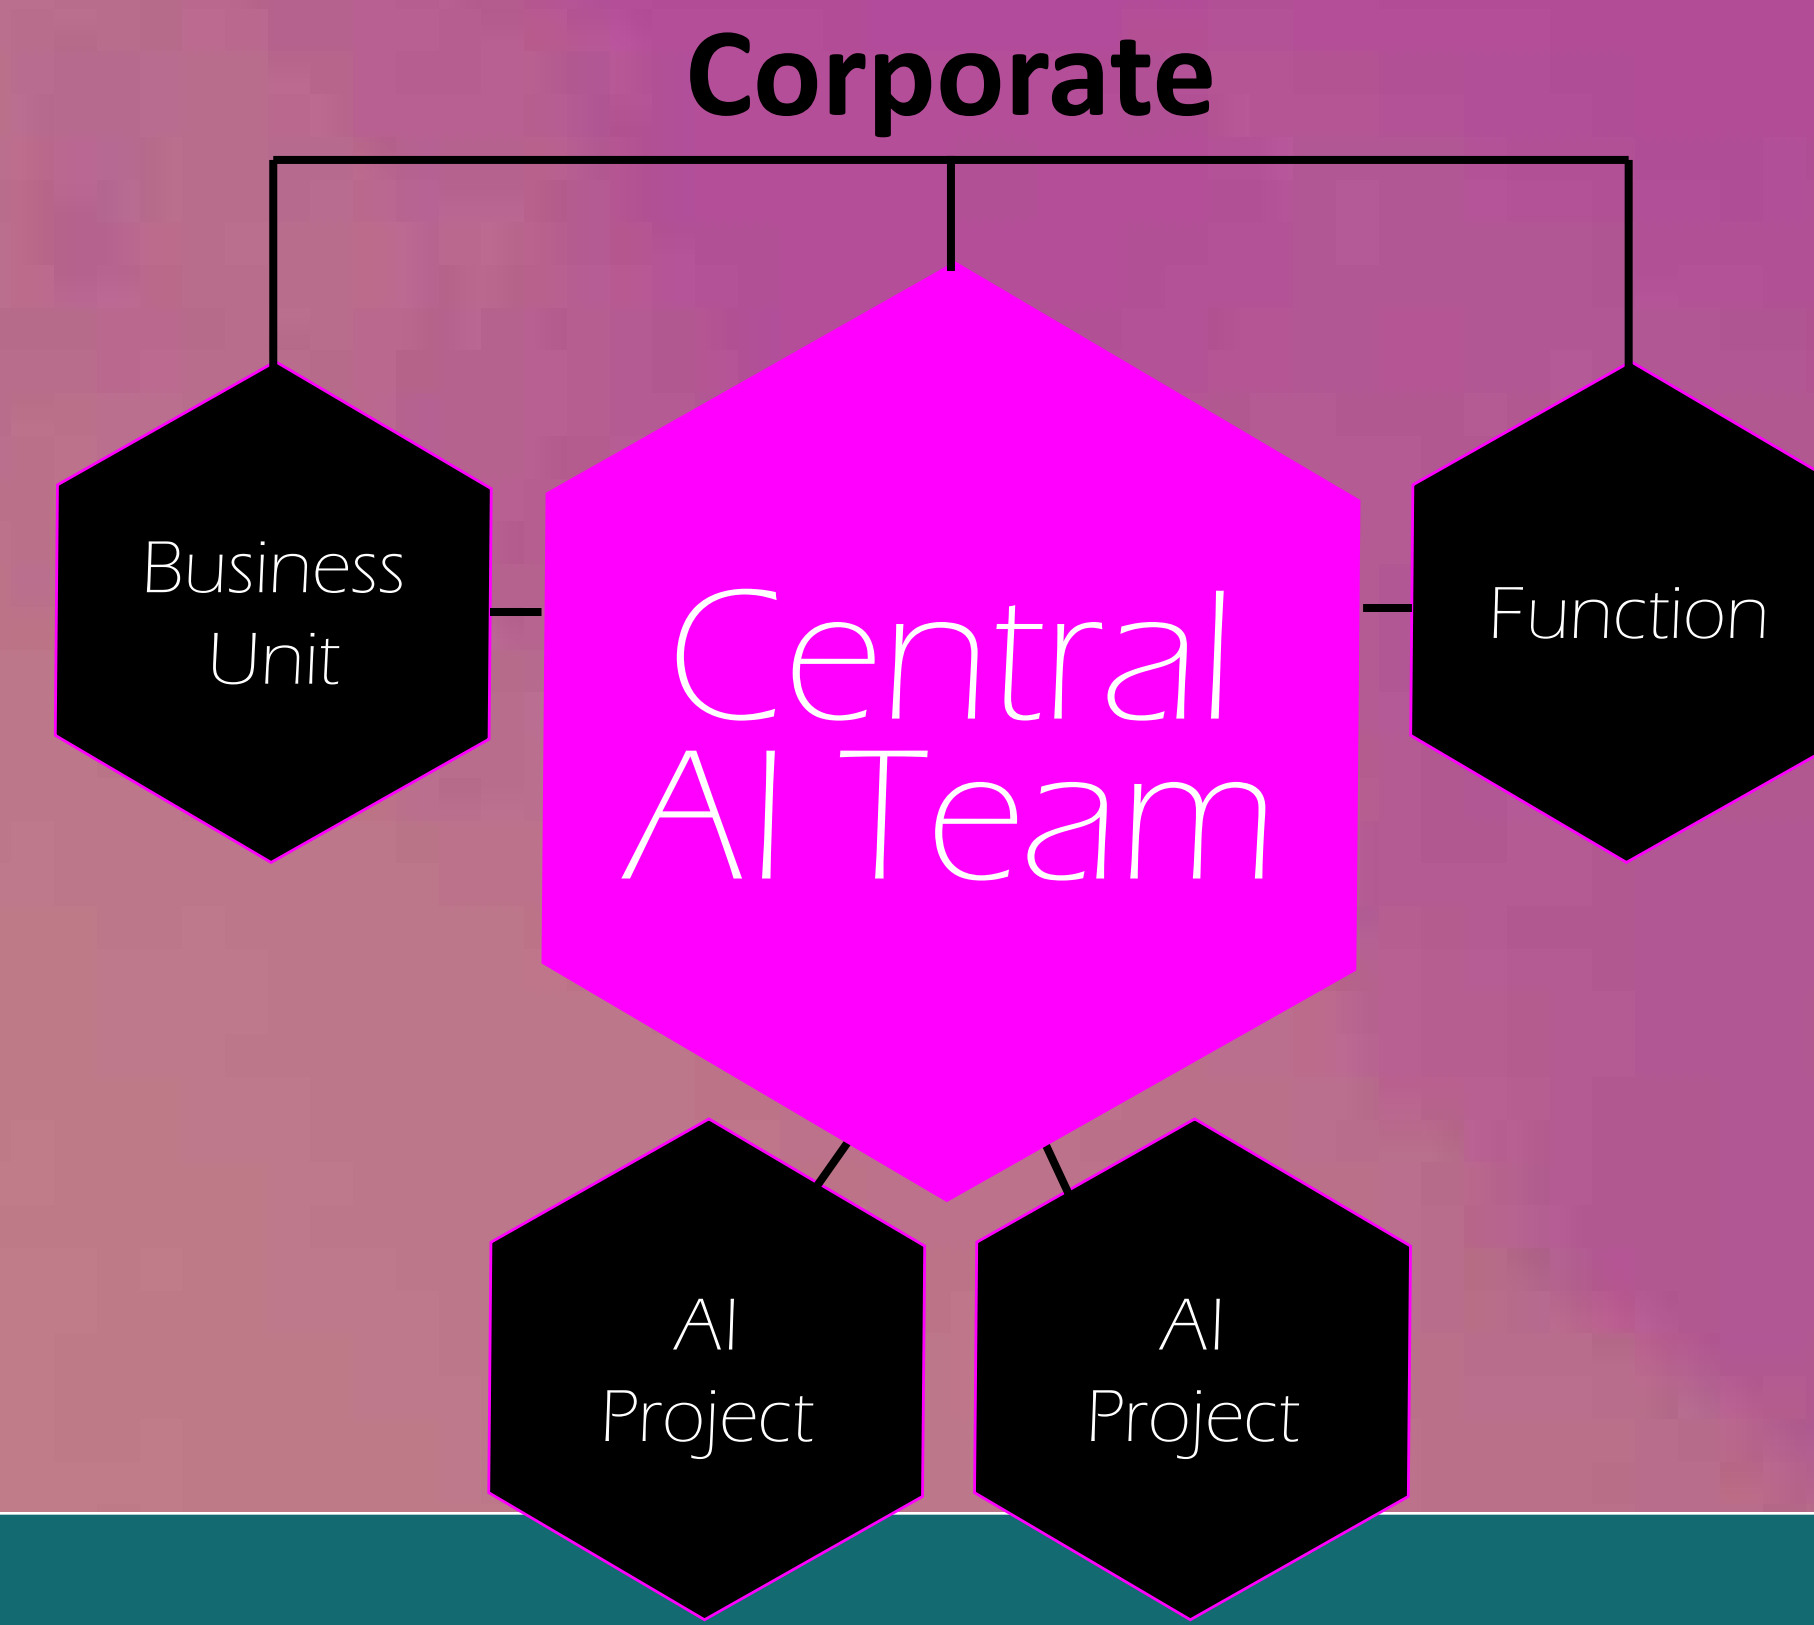 Corporate
Business
Unit
Central
AI Team
Function
AI
Project
AI
Project